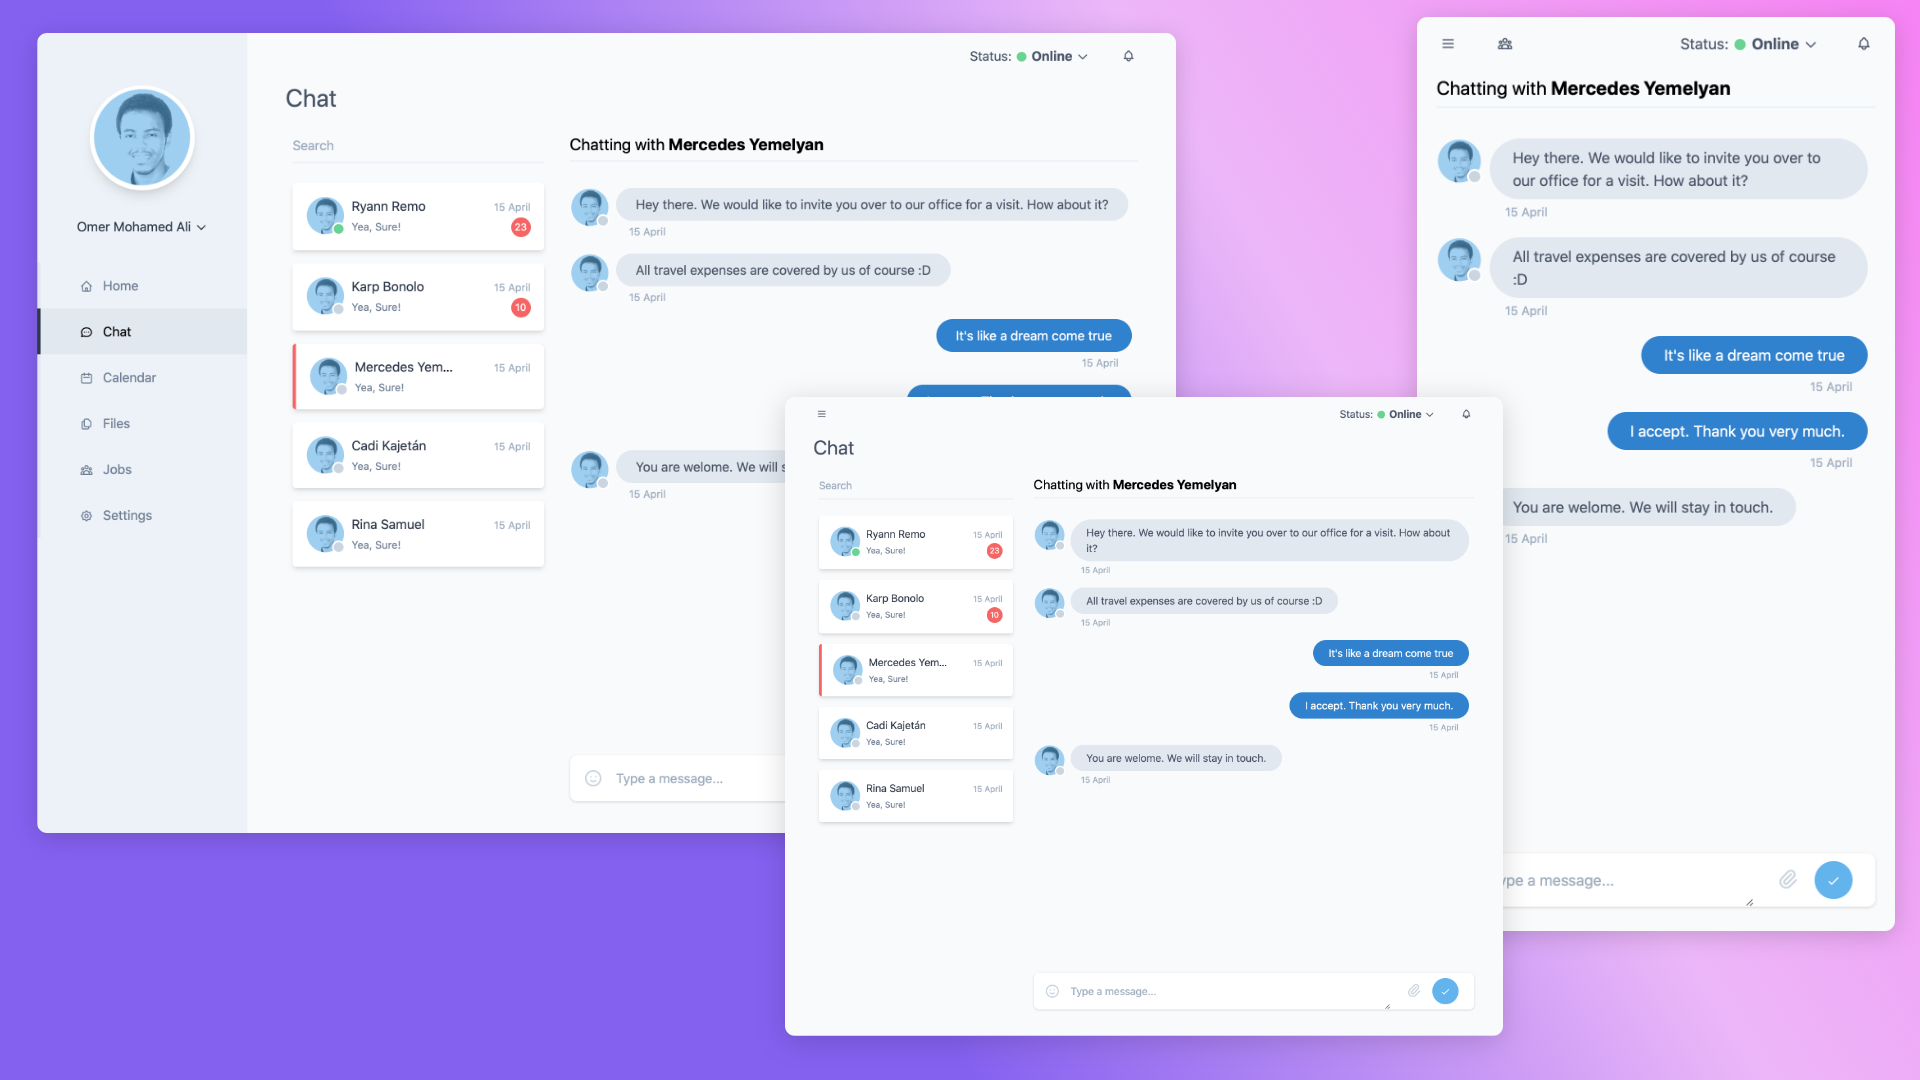 Status: Online
Chat
Omer Mohamed Ali
Home
Chat
Calendar
Files
Jobs
Settings
Search
Ryann Remo
15 April
Yea, Sure!
23
Karp Bonolo
15 April
Yea, Sure!
10
Mercedes Yem...
15 April
Yea, Sure!
Cadi Kajetán
15 April
Yea, Sure!
Rina Samuel
15 April
Yea, Sure!
Chatting with Mercedes Yemelyan
Hey there. We would like to invite you over to our office for a visit. How about it?
15 April
All travel expenses are covered by us of course :D
15 April
It's like a dream come true
15 April
You are welome. We will s
15 April
Type a message...
Status: Online
Chat
Search
Ryann Remo
15 April
Yea, Sure!
23
Karp Bonolo
15 April
Yea, Sure!
10
Mercedes Yem...
15 April
Yea, Sure!
Cadi Kajetán
15 April
Yea, Sure!
Rina Samuel
15 April
Yea, Sure!
Chatting with Mercedes Yemelyan
Hey there. We would like to invite you over to our office for a visit. How about
it?
15 April
All travel expenses are covered by us of course :D
15 April
It's like a dream come true
15 April
I accept. Thank you very much.
15 April
You are welome. We will stay in touch.
15 April
Type a message...
Status: Online
Chatting with Mercedes Yemelyan
Hey there. We would like to invite you over to
our office for a visit. How about it?
15 April
All travel expenses are covered by us of course
:D
15 April
It's like a dream come true
15 April
I accept. Thank you very much.
15 April
You are welome. We will stay in touch.
15 April
ype a message...